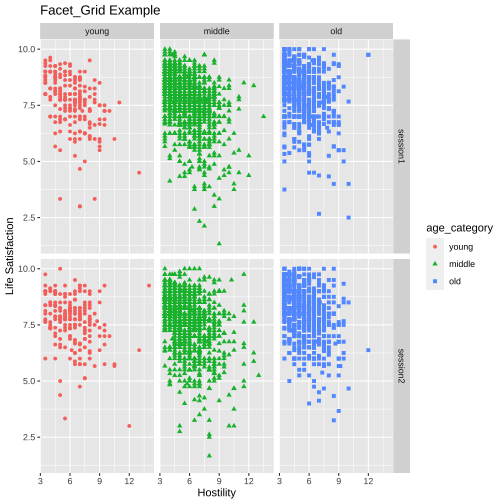 Facet_Grid Example
young middle old
10.0
7.5
5.0
2.5
session1
Life Satisfaction
10.0
7.5
5.0
2.5
session2
3 6 9 12 3 6 9 12 3 6 9 12
Hostility
age_category
young
middle
old